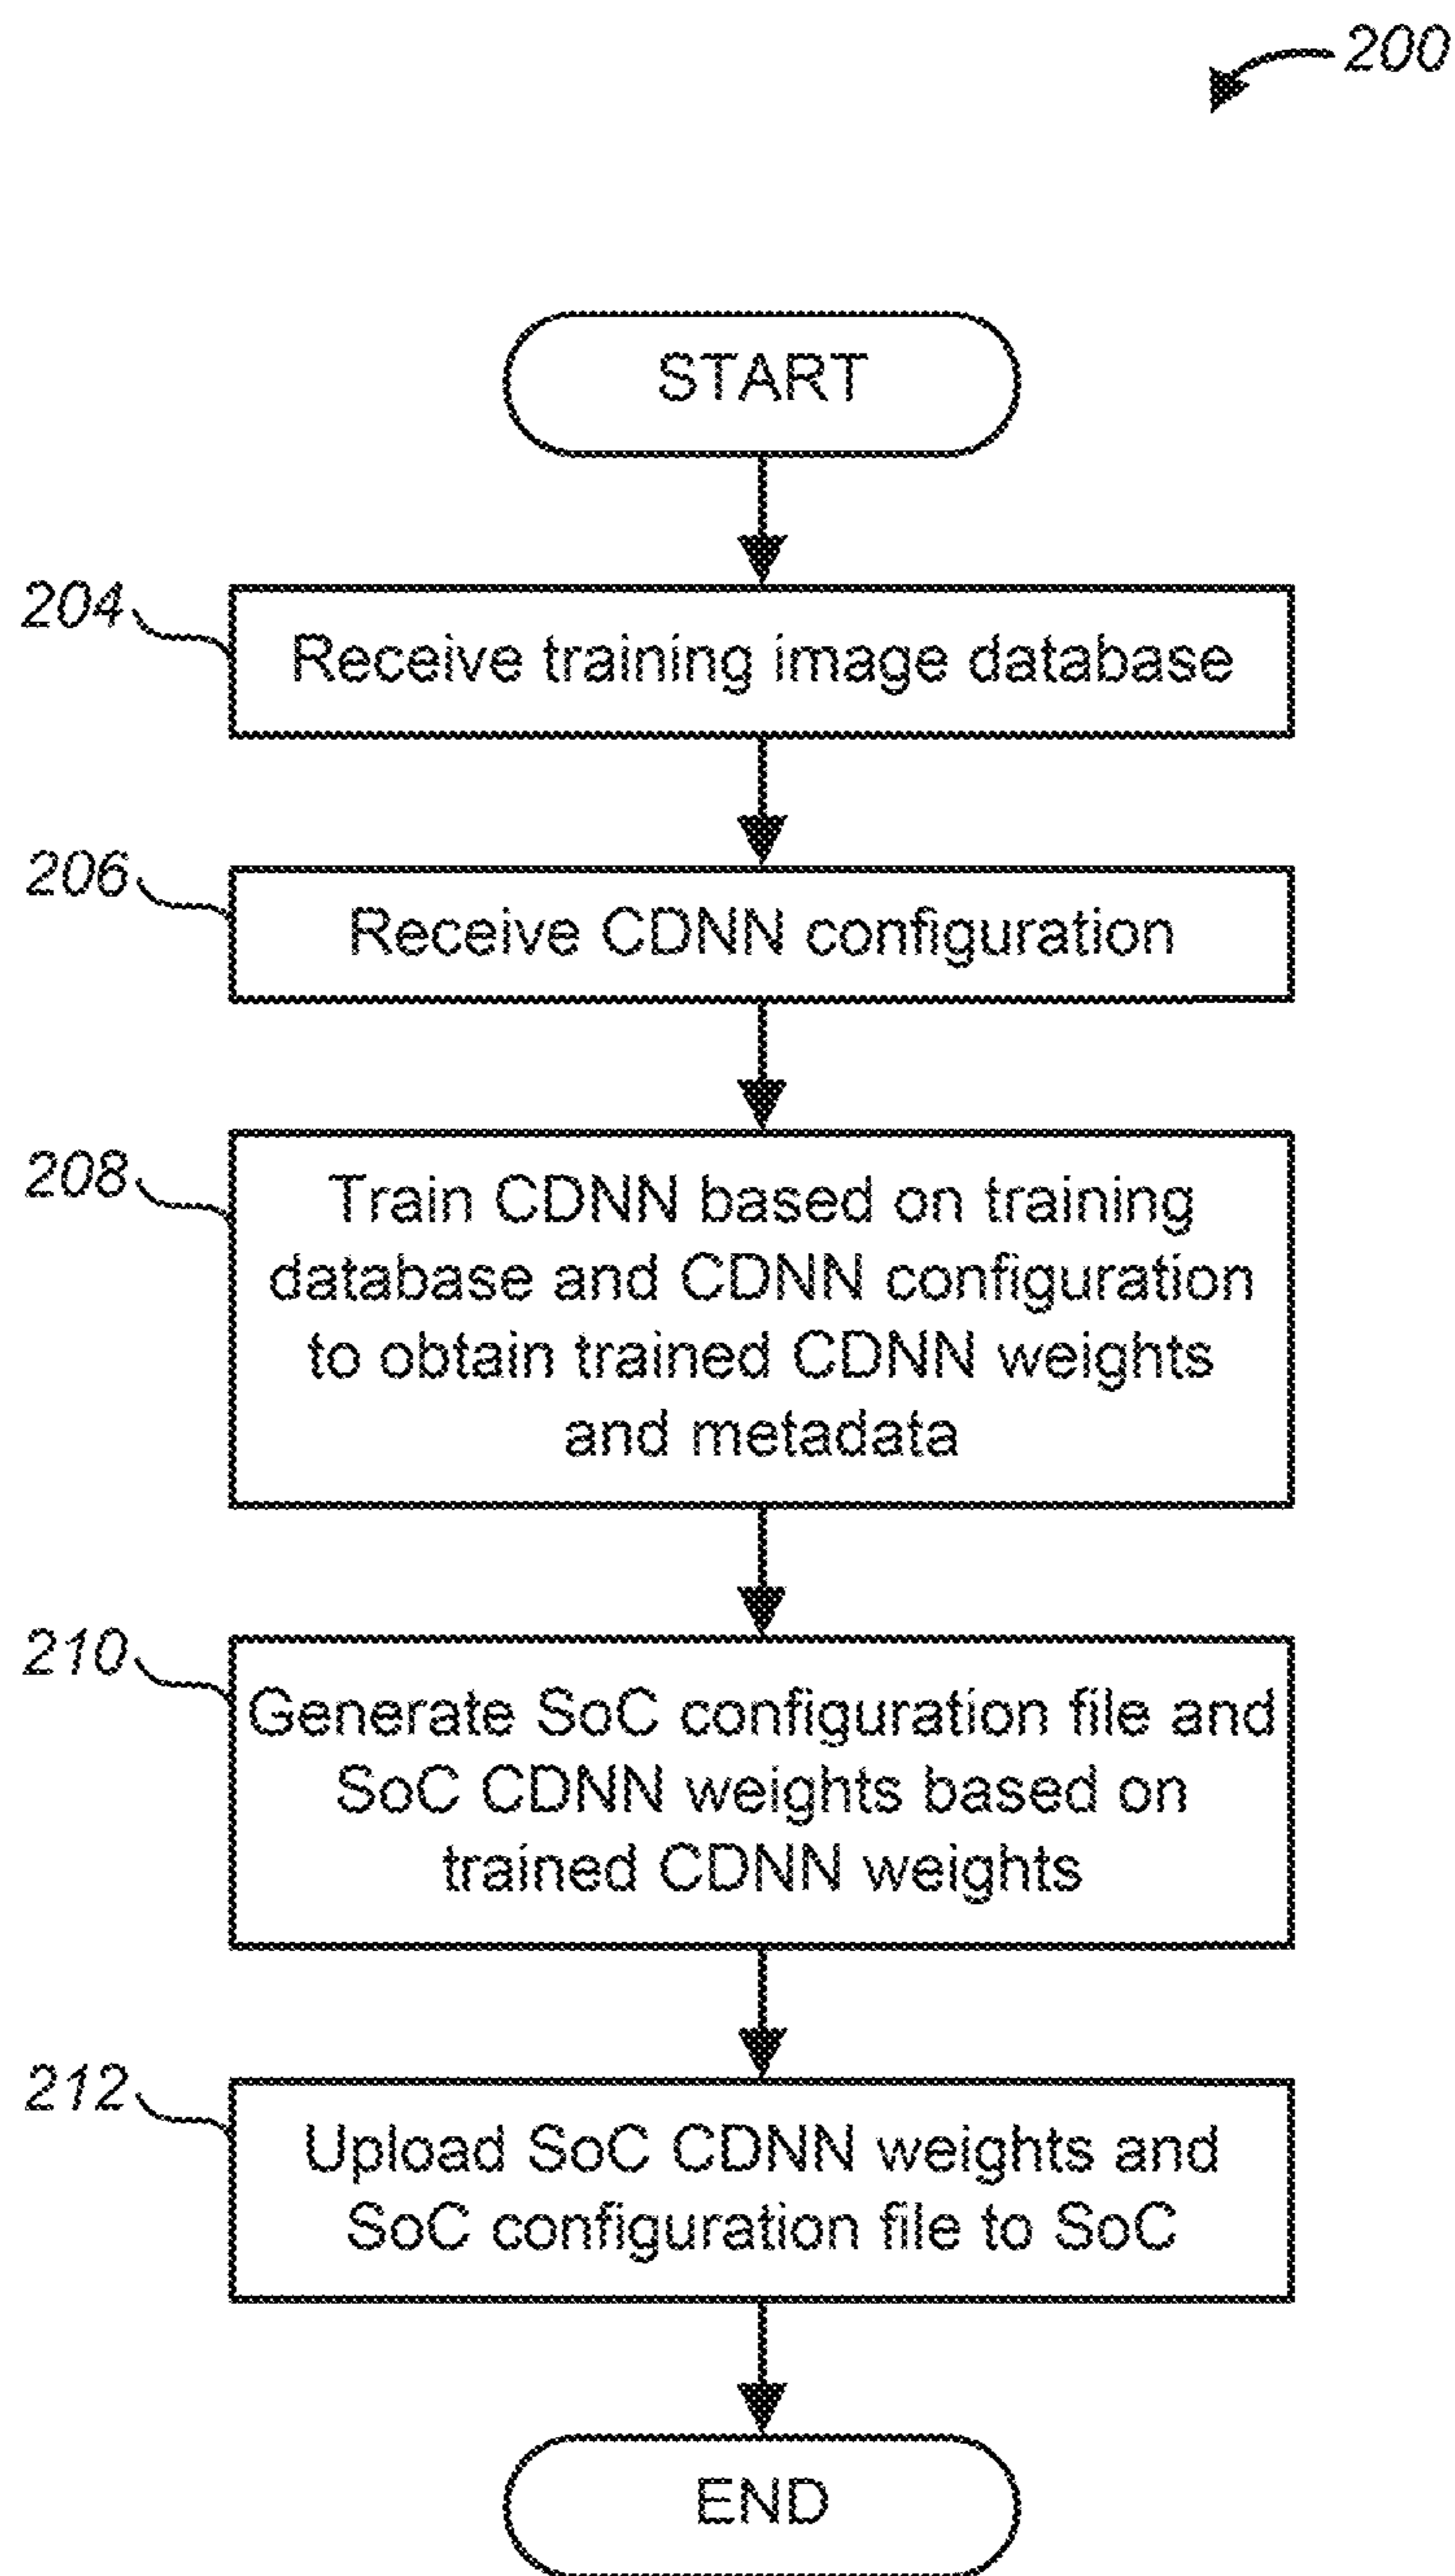 200
START
204
Receive training image database
206
Receive CDNN configuration
208
Train CDNN based on training
database and CDNN configuration
to obtain trained CDNN weights
and metadata
210
Generate SoC configuration file and
SoC CDNN weights based on
trained CDNN weights
212
Upload SoC CDNN weights and
SoC configuration file to SoC
END